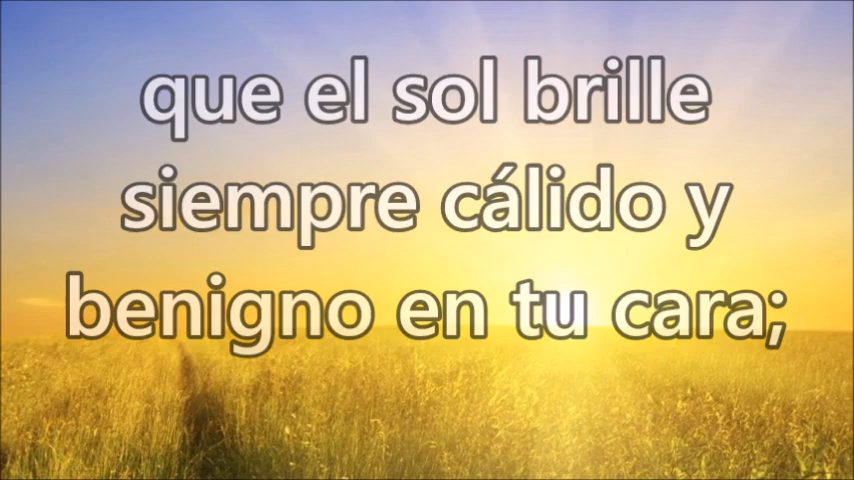 que el sol brille
siempre cálido y
benigno en tu cara;